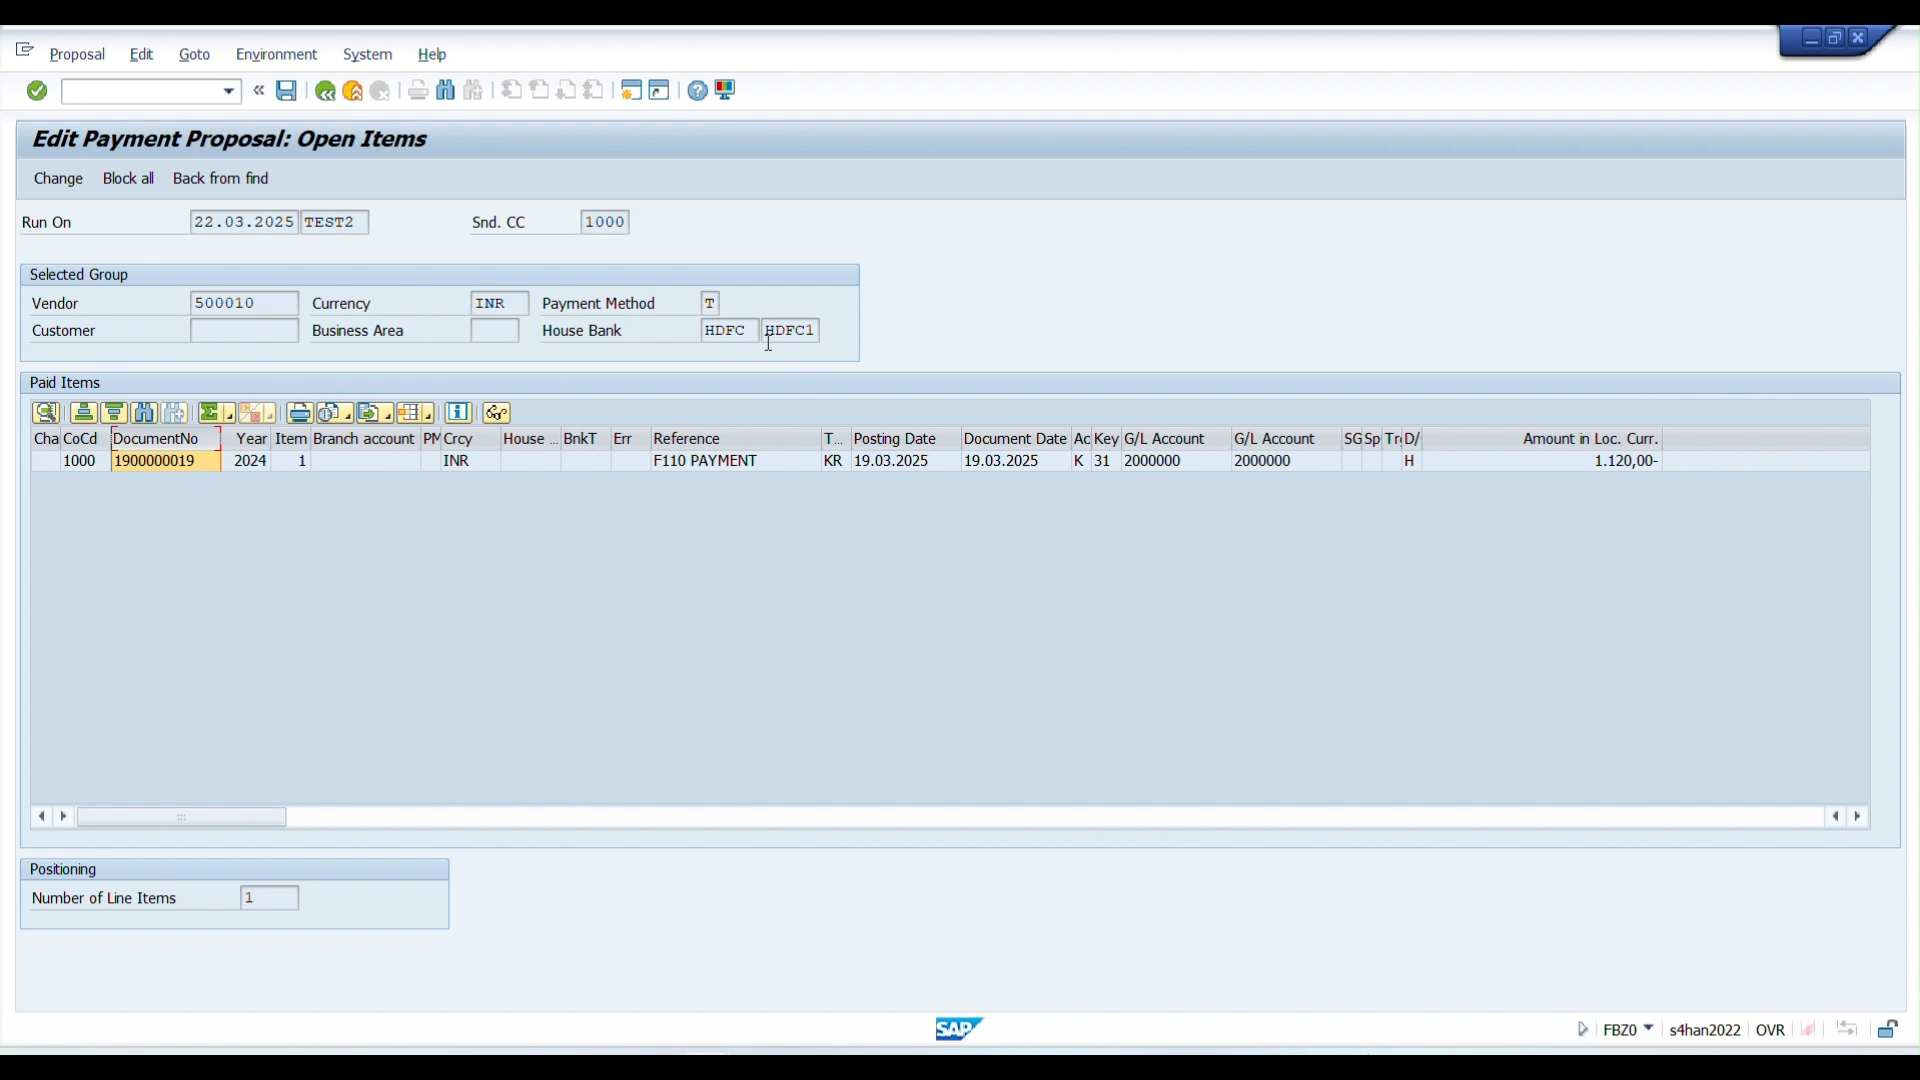 Proposal Edit Goto Environment System Help
Edit Payment Proposal: Open Items
Change Block all Back from find
Run On 22.03.2025 TEST2 Snd. CC 1000
Selected Group
Vendor 500010 Currency INR Payment Method T
Customer Business Area House Bank HDFC HDFC1
Paid Items
Cha CoCd DocumentNo Year Item Branch account PM Crcy House ... BnkT Err Reference T... Posting Date Document Date Ac Key G/L Account G/L Account SG Sp Tr D/ Amount in Loc. Curr.
1000 1900000019 2024 1 INR F110 PAYMENT KR 19.03.2025 19.03.2025 K 31 2000000 2000000 H 1.120,00-
Positioning
Number of Line Items 1
SAP FBZ0 s4han2022 OVR